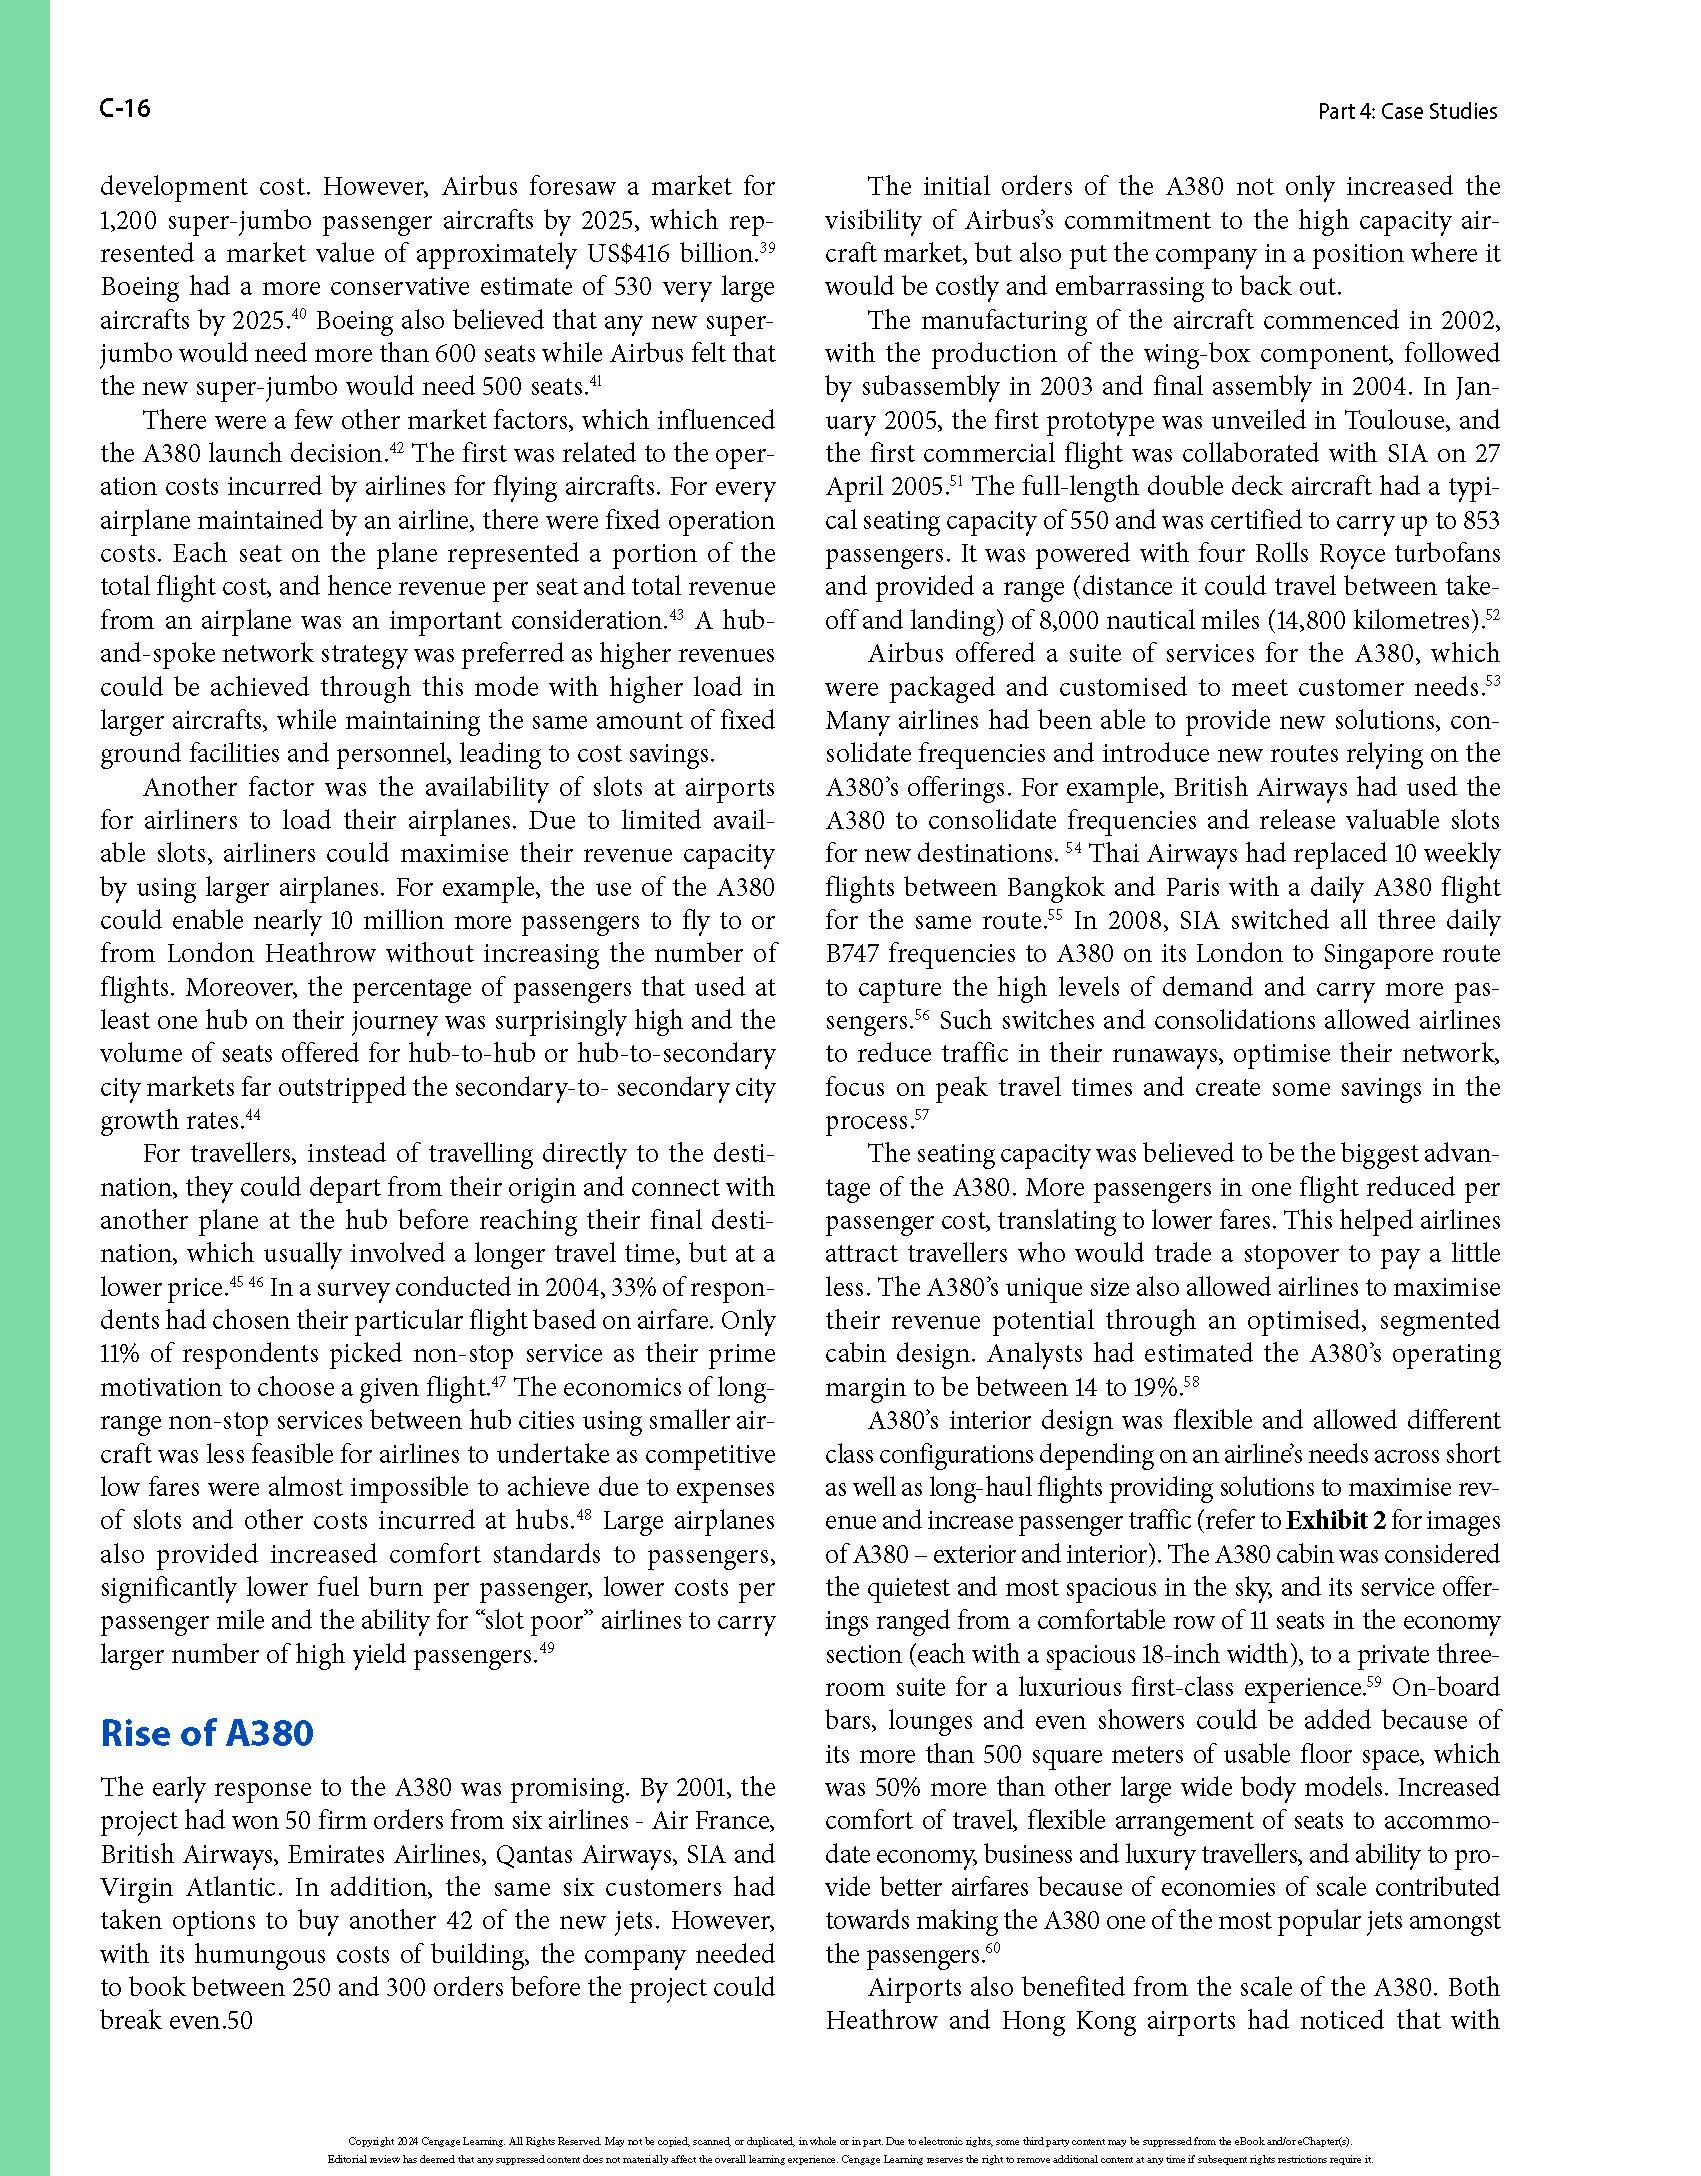 C-16
Part 4: Case Studies
development cost. However, Airbus foresaw a market for
1,200 super-jumbo passenger aircrafts by 2025, which rep-
resented a market value of approximately US$416 billion.39
Boeing had a more conservative estimate of 530 very large
aircrafts by 2025.40 Boeing also believed that any new super-
jumbo would need more than 600 seats while Airbus felt that
the new super-jumbo would need 500 seats.41
There were a few other market factors, which influenced
the A380 launch decision.42 The first was related to the oper-
ation costs incurred by airlines for flying aircrafts. For every
airplane maintained by an airline, there were fixed operation
costs. Each seat on the plane represented a portion of the
total flight cost, and hence revenue per seat and total revenue
from an airplane was an important consideration.43 A hub-
and-spoke network strategy was preferred as higher revenues
could be achieved through this mode with higher load in
larger aircrafts, while maintaining the same amount of fixed
ground facilities and personnel, leading to cost savings.
Another factor was the availability of slots at airports
for airliners to load their airplanes. Due to limited avail-
able slots, airliners could maximise their revenue capacity
by using larger airplanes. For example, the use of the A380
could enable nearly 10 million more passengers to fly to or
from London Heathrow without increasing the number of
flights. Moreover, the percentage of passengers that used at
least one hub on their journey was surprisingly high and the
volume of seats offered for hub-to-hub or hub-to-secondary
city markets far outstripped the secondary-to- secondary city
growth rates.44
For travellers, instead of travelling directly to the desti-
nation, they could depart from their origin and connect with
another plane at the hub before reaching their final desti-
nation, which usually involved a longer travel time, but at a
lower price.45 46 In a survey conducted in 2004, 33% of respon-
dents had chosen their particular flight based on airfare. Only
11% of respondents picked non-stop service as their prime
motivation to choose a given flight.47 The economics of long-
range non-stop services between hub cities using smaller air-
craft was less feasible for airlines to undertake as competitive
low fares were almost impossible to achieve due to expenses
of slots and other costs incurred at hubs.48 Large airplanes
also provided increased comfort standards to passengers,
significantly lower fuel burn per passenger, lower costs per
passenger mile and the ability for “slot poor” airlines to carry
larger number of high yield passengers.49
Rise of A380
The early response to the A380 was promising. By 2001, the
project had won 50 firm orders from six airlines - Air France,
British Airways, Emirates Airlines, Qantas Airways, SIA and
Virgin Atlantic. In addition, the same six customers had
taken options to buy another 42 of the new jets. However,
with its humungous costs of building, the company needed
to book between 250 and 300 orders before the project could
break even.50
The initial orders of the A380 not only increased the
visibility of Airbus’s commitment to the high capacity air-
craft market, but also put the company in a position where it
would be costly and embarrassing to back out.
The manufacturing of the aircraft commenced in 2002,
with the production of the wing-box component, followed
by subassembly in 2003 and final assembly in 2004. In Jan-
uary 2005, the first prototype was unveiled in Toulouse, and
the first commercial flight was collaborated with SIA on 27
April 2005.51 The full-length double deck aircraft had a typi-
cal seating capacity of 550 and was certified to carry up to 853
passengers. It was powered with four Rolls Royce turbofans
and provided a range (distance it could travel between take-
off and landing) of 8,000 nautical miles (14,800 kilometres).52
Airbus offered a suite of services for the A380, which
were packaged and customised to meet customer needs.53
Many airlines had been able to provide new solutions, con-
solidate frequencies and introduce new routes relying on the
A380’s offerings. For example, British Airways had used the
A380 to consolidate frequencies and release valuable slots
for new destinations. 54 Thai Airways had replaced 10 weekly
flights between Bangkok and Paris with a daily A380 flight
for the same route.55 In 2008, SIA switched all three daily
B747 frequencies to A380 on its London to Singapore route
to capture the high levels of demand and carry more pas-
sengers.56 Such switches and consolidations allowed airlines
to reduce traffic in their runaways, optimise their network,
focus on peak travel times and create some savings in the
process.57
The seating capacity was believed to be the biggest advan-
tage of the A380. More passengers in one flight reduced per
passenger cost, translating to lower fares. This helped airlines
attract travellers who would trade a stopover to pay a little
less. The A380’s unique size also allowed airlines to maximise
their revenue potential through an optimised, segmented
cabin design. Analysts had estimated the A380’s operating
margin to be between 14 to 19%.58
A380’s interior design was flexible and allowed different
class configurations depending on an airline’s needs across short
as well as long-haul flights providing solutions to maximise rev-
enue and increase passenger traffic (refer to Exhibit 2 for images
of A380 – exterior and interior). The A380 cabin was considered
the quietest and most spacious in the sky, and its service offer-
ings ranged from a comfortable row of 11 seats in the economy
section (each with a spacious 18-inch width), to a private three-
room suite for a luxurious first-class experience.59 On-board
bars, lounges and even showers could be added because of
its more than 500 square meters of usable floor space, which
was 50% more than other large wide body models. Increased
comfort of travel, flexible arrangement of seats to accommo-
date economy, business and luxury travellers, and ability to pro-
vide better airfares because of economies of scale contributed
towards making the A380 one of the most popular jets amongst
the passengers.60
Airports also benefited from the scale of the A380. Both
Heathrow and Hong Kong airports had noticed that with
Copyright 2024 Cengage Learning. All Rights Reserved. May not be copied, scanned, or duplicated, in whole or in part. Due to electronic rights, some third party content may be suppressed from the eBook and/or eChapter(s).
Editorial review has deemed that any suppressed content does not materially affect the overall learning experience. Cengage Learning reserves the right to remove additional content at any time if subsequent rights restrictions require it.